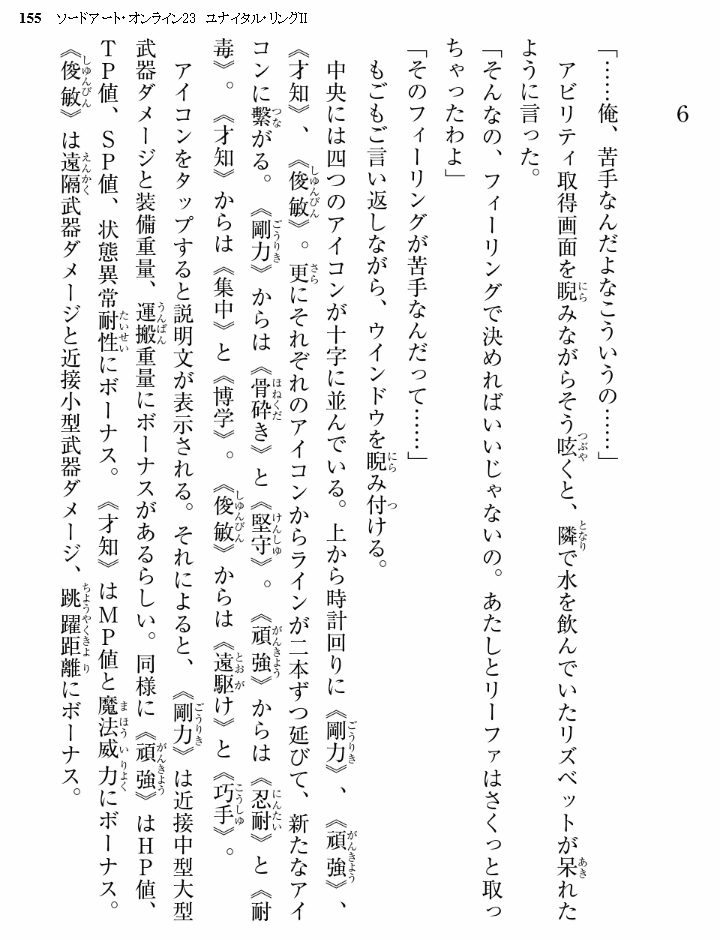 155 ソードアート・オンライン23 ユナイタル・リングII
6
「……俺、苦手なんだよなこういうの……」
アビリティ取得画面を睨みながらそう呟くと、隣で水を飲んでいたリズベットが呆れた
ように言った。
「そんなの、フィーリングで決めればいいじゃないの。あたしとリーファはさくっと取っ
ちゃったわよ」
「そのフィーリングが苦手なんだって……」
もごもご言い返しながら、ウインドウを睨み付ける。
中央には四つのアイコンが十字に並んでいる。上から時計回りに《剛力》、《頑強》、
《才知》、《俊敏》。更にそれぞれのアイコンからラインが二本ずつ延びて、新たなアイ
コンに繫がる。《剛力》からは《骨砕き》と《堅守》。《頑強》からは《忍耐》と《耐
毒》。《才知》からは《集中》と《博学》。《俊敏》からは《遠駆け》と《巧手》。
アイコンをタップすると説明文が表示される。それによると、《剛力》は近接中型大型
武器ダメージと装備重量、運搬重量にボーナスがあるらしい。同様に《頑強》はＨＰ値、
ＴＰ値、ＳＰ値、状態異常耐性にボーナス。《才知》はＭＰ値と魔法威力にボーナス。
《俊敏》は遠隔武器ダメージと近接小型武器ダメージ、跳躍距離にボーナス。